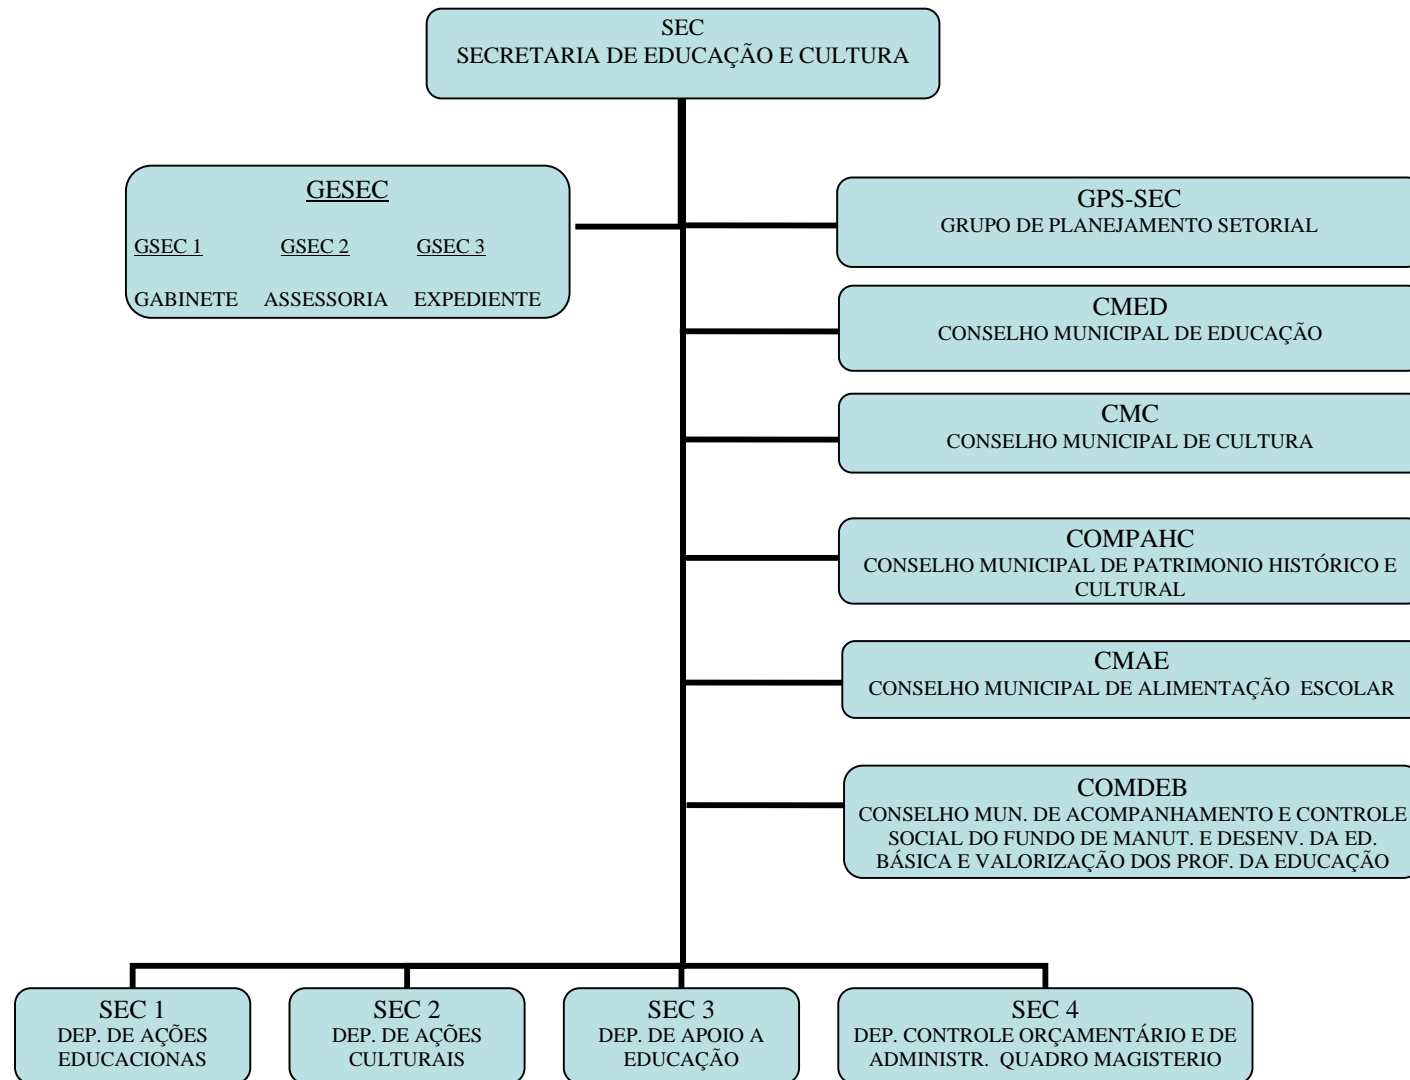 SEC
SECRETARIA DE EDUCAÇÃO E CULTURA
GESEC
GSEC 1 GSEC 2 GSEC 3
GABINETE ASSESSORIA EXPEDIENTE
GPS-SEC
GRUPO DE PLANEJAMENTO SETORIAL
CMED
CONSELHO MUNICIPAL DE EDUCAÇÃO
CMC
CONSELHO MUNICIPAL DE CULTURA
COMPAHC
CONSELHO MUNICIPAL DE PATRIMONIO HISTÓRICO E
CULTURAL
CMAE
CONSELHO MUNICIPAL DE ALIMENTAÇÃO ESCOLAR
COMDEB
CONSELHO MUN. DE ACOMPANHAMENTO E CONTROLE
SOCIAL DO FUNDO DE MANUT. E DESENV. DA ED.
BÁSICA E VALORIZAÇÃO DOS PROF. DA EDUCAÇÃO
SEC 1
DEP. DE AÇÕES
EDUCACIONAS
SEC 2
DEP. DE AÇÕES
CULTURAIS
SEC 3
DEP. DE APOIO A
EDUCAÇÃO
SEC 4
DEP. CONTROLE ORÇAMENTÁRIO E DE
ADMINISTR. QUADRO MAGISTERIO